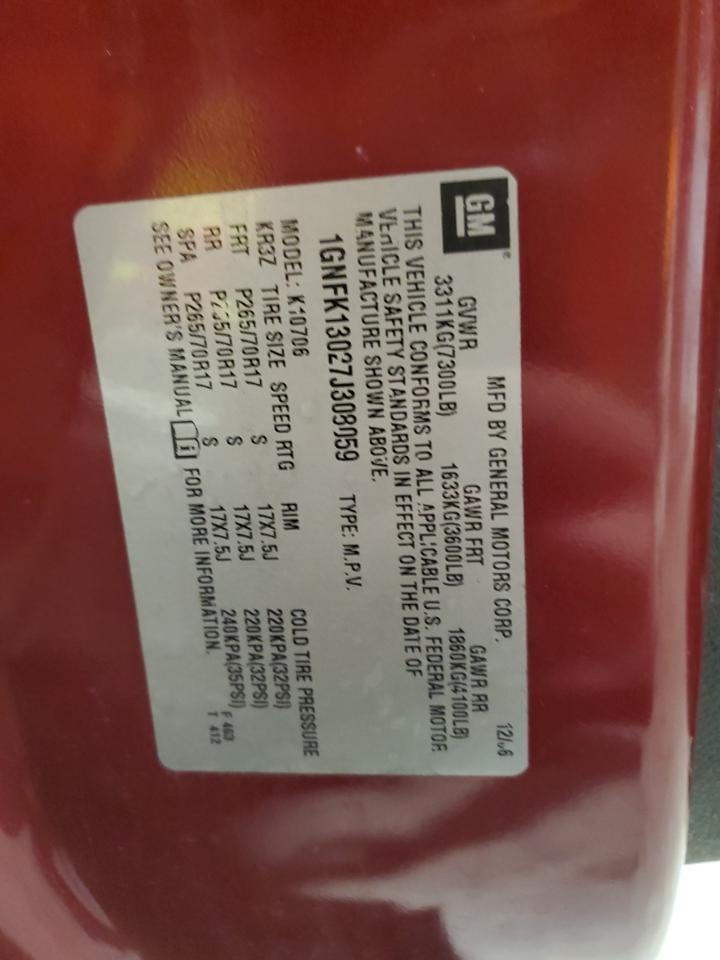 GM®
MFD BY GENERAL MOTORS CORP. 12/06
GVWR GAWR FRT GAWR RR
3311KG(7300LB) 1633KG(3600LB) 1860KG(4100LB)
THIS VEHICLE CONFORMS TO ALL APPLICABLE U.S. FEDERAL MOTOR
VEHICLE SAFETY STANDARDS IN EFFECT ON THE DATE OF
MANUFACTURE SHOWN ABOVE.
1GNFK13027J308059 TYPE: M.P.V.
MODEL: K10706
KR3Z TIRE SIZE SPEED RTG RIM COLD TIRE PRESSURE
FRT P265/70R17 S 17X7.5J 220KPA(32PSI)
RR P265/70R17 S 17X7.5J 220KPA(32PSI)
SPA P265/70R17 S 17X7.5J 240KPA(35PSI)
SEE OWNER'S MANUAL FOR MORE INFORMATION.
F 463
T 412